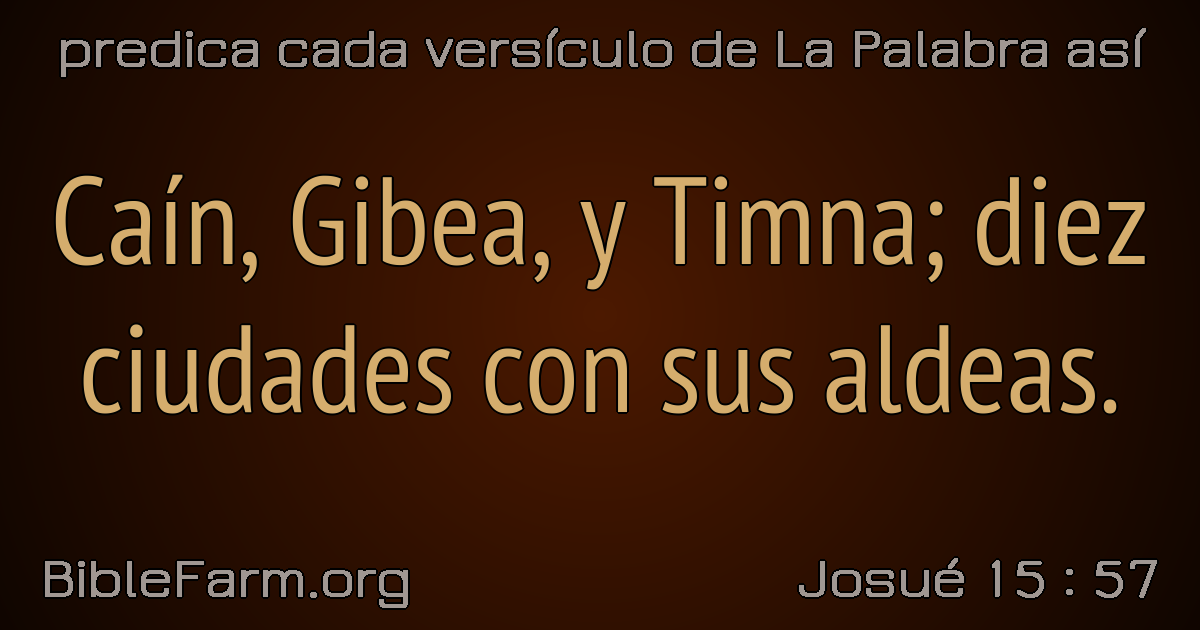 predica cada versículo de La Palabra así
Caín, Gibea, y Timna; diez
ciudades con sus aldeas.
BibleFarm.org
Josué 15 : 57